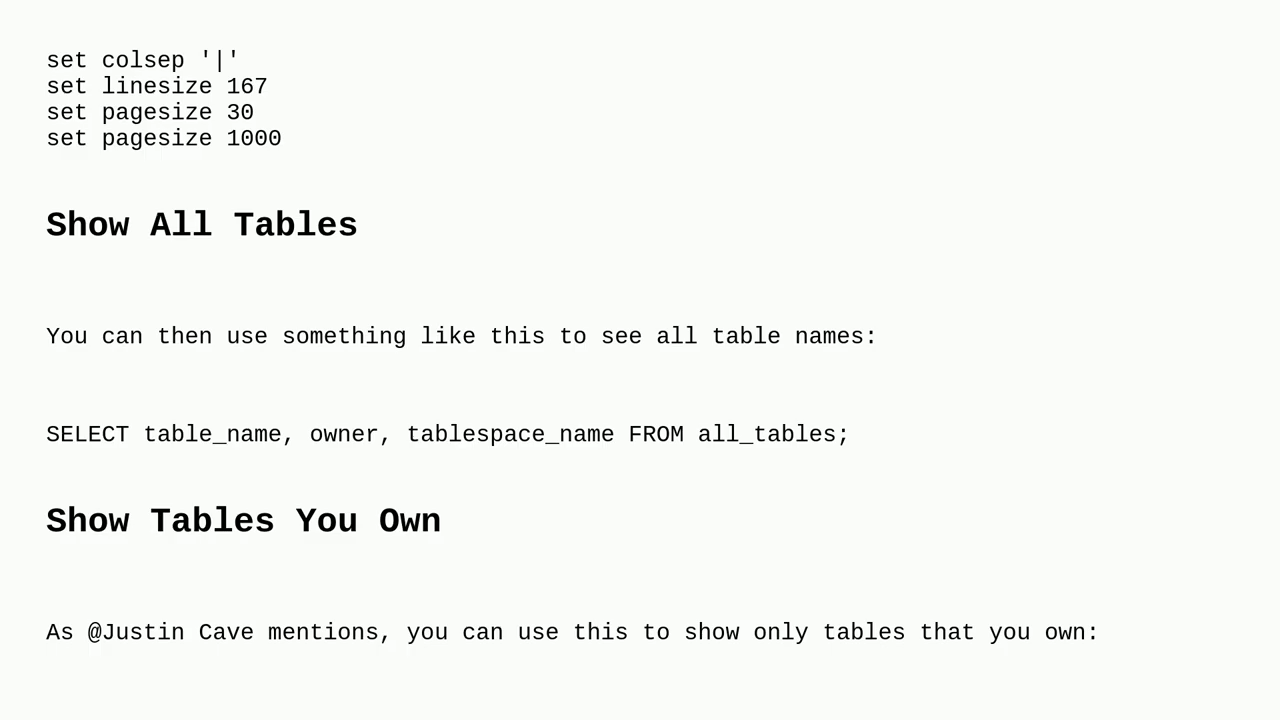 set colsep '|'
set linesize 167
set pagesize 30
set pagesize 1000
Show All Tables
You can then use something like this to see all table names:
SELECT table_name, owner, tablespace_name FROM all_tables;
Show Tables You Own
As @Justin Cave mentions, you can use this to show only tables that you own: